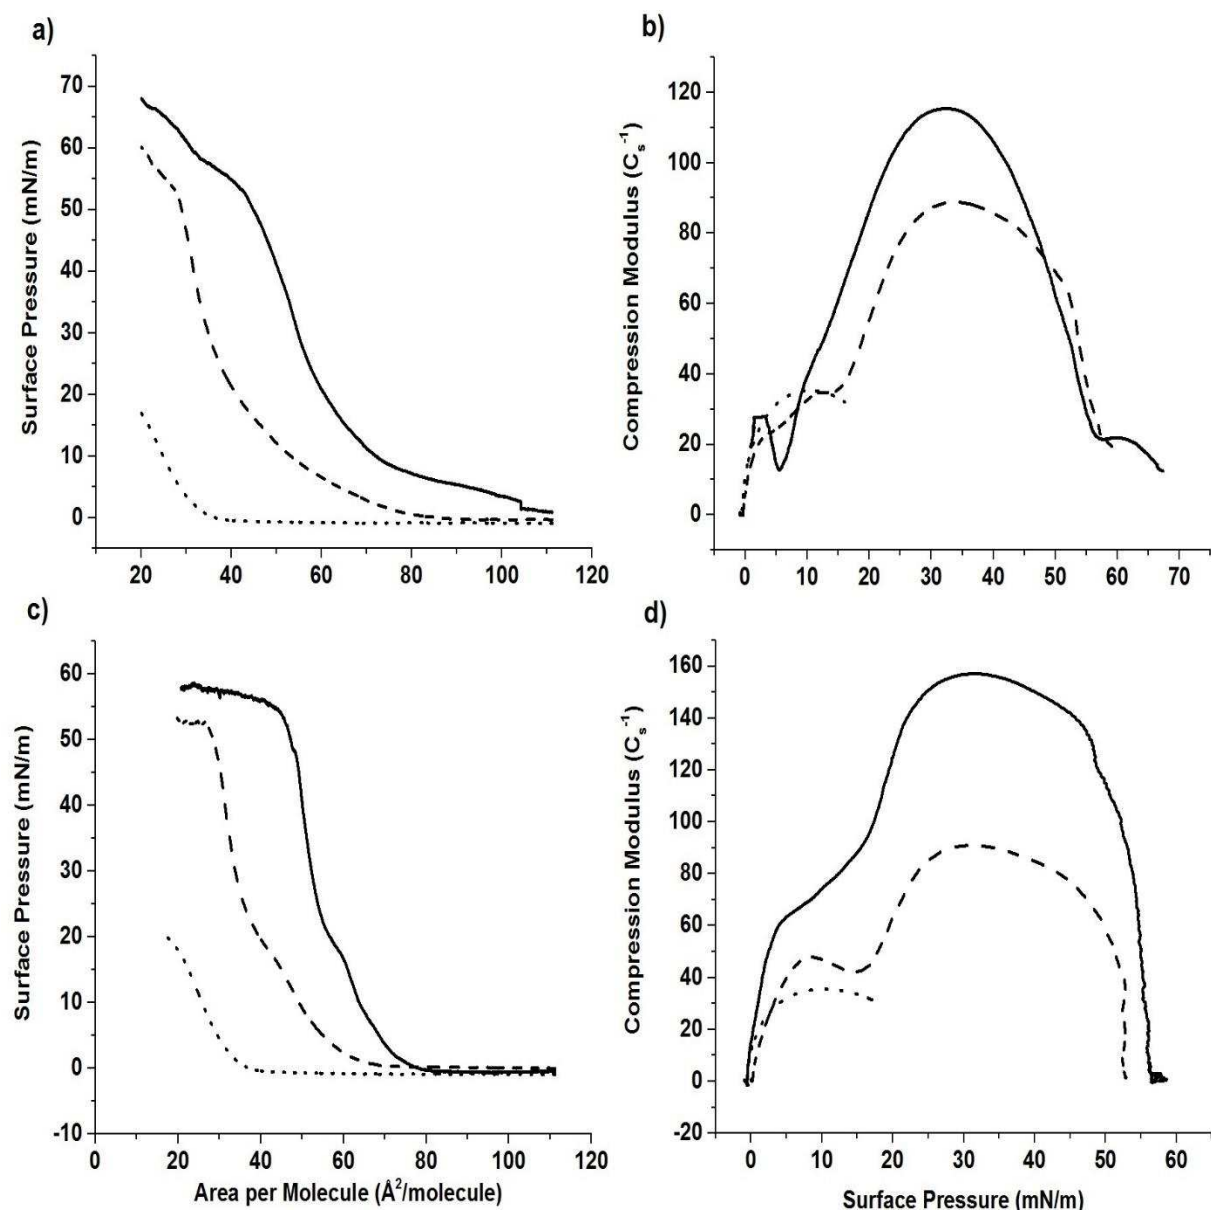 a)
Surface Pressure (mN/m)
70
60
50
40
30
20
10
0
20 40 60 80 100 120
b)
Compression Modulus (Cs⁻¹)
120
100
80
60
40
20
0
0 10 20 30 40 50 60 70
c)
Surface Pressure (mN/m)
60
50
40
30
20
10
0
-10
0 20 40 60 80 100 120
Area per Molecule (Å²/molecule)
d)
Compression Modulus (Cs⁻¹)
160
140
120
100
80
60
40
20
0
-20
0 10 20 30 40 50 60
Surface Pressure (mN/m)